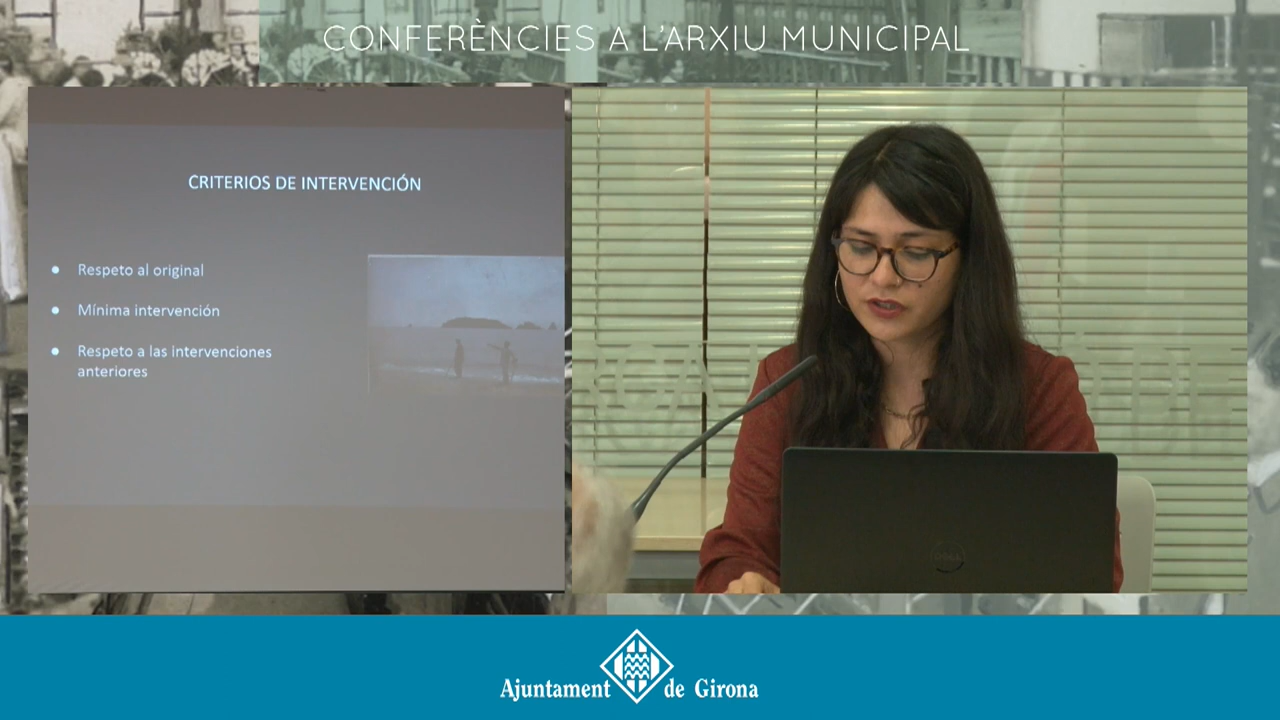 CONFERÈNCIES A L'ARXIU MUNICIPAL
CRITERIOS DE INTERVENCIÓN
● Respeto al original
● Mínima intervención
● Respeto a las intervenciones
anteriores
DELL
Ajuntament de Girona